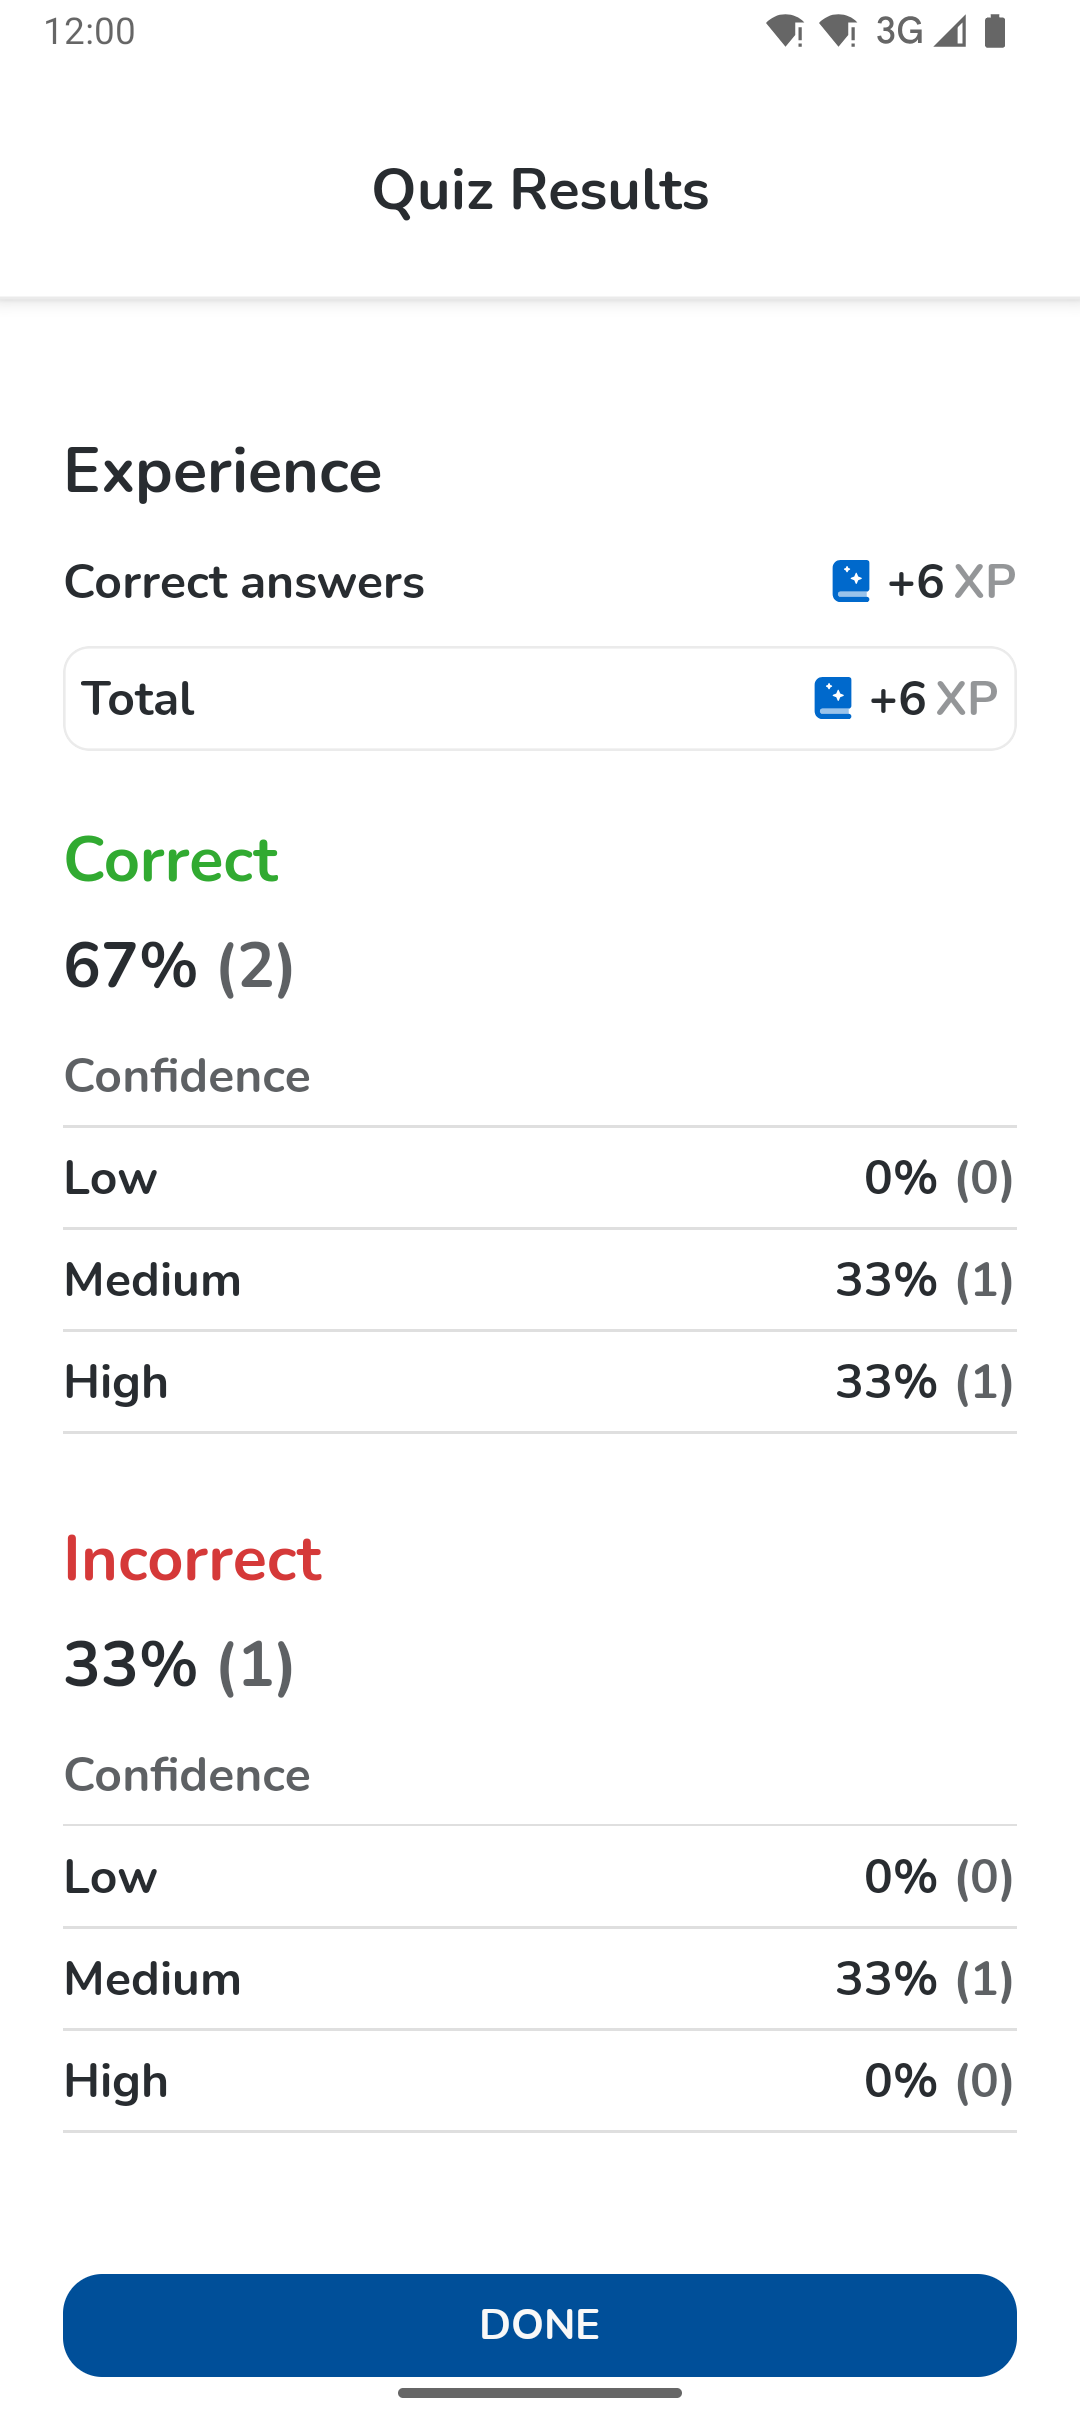 12:00 3G
Quiz Results
Experience
Correct answers +6 XP
Total +6 XP
Correct
67% (2)
Confidence
Low 0% (0)
Medium 33% (1)
High 33% (1)
Incorrect
33% (1)
Confidence
Low 0% (0)
Medium 33% (1)
High 0% (0)
DONE